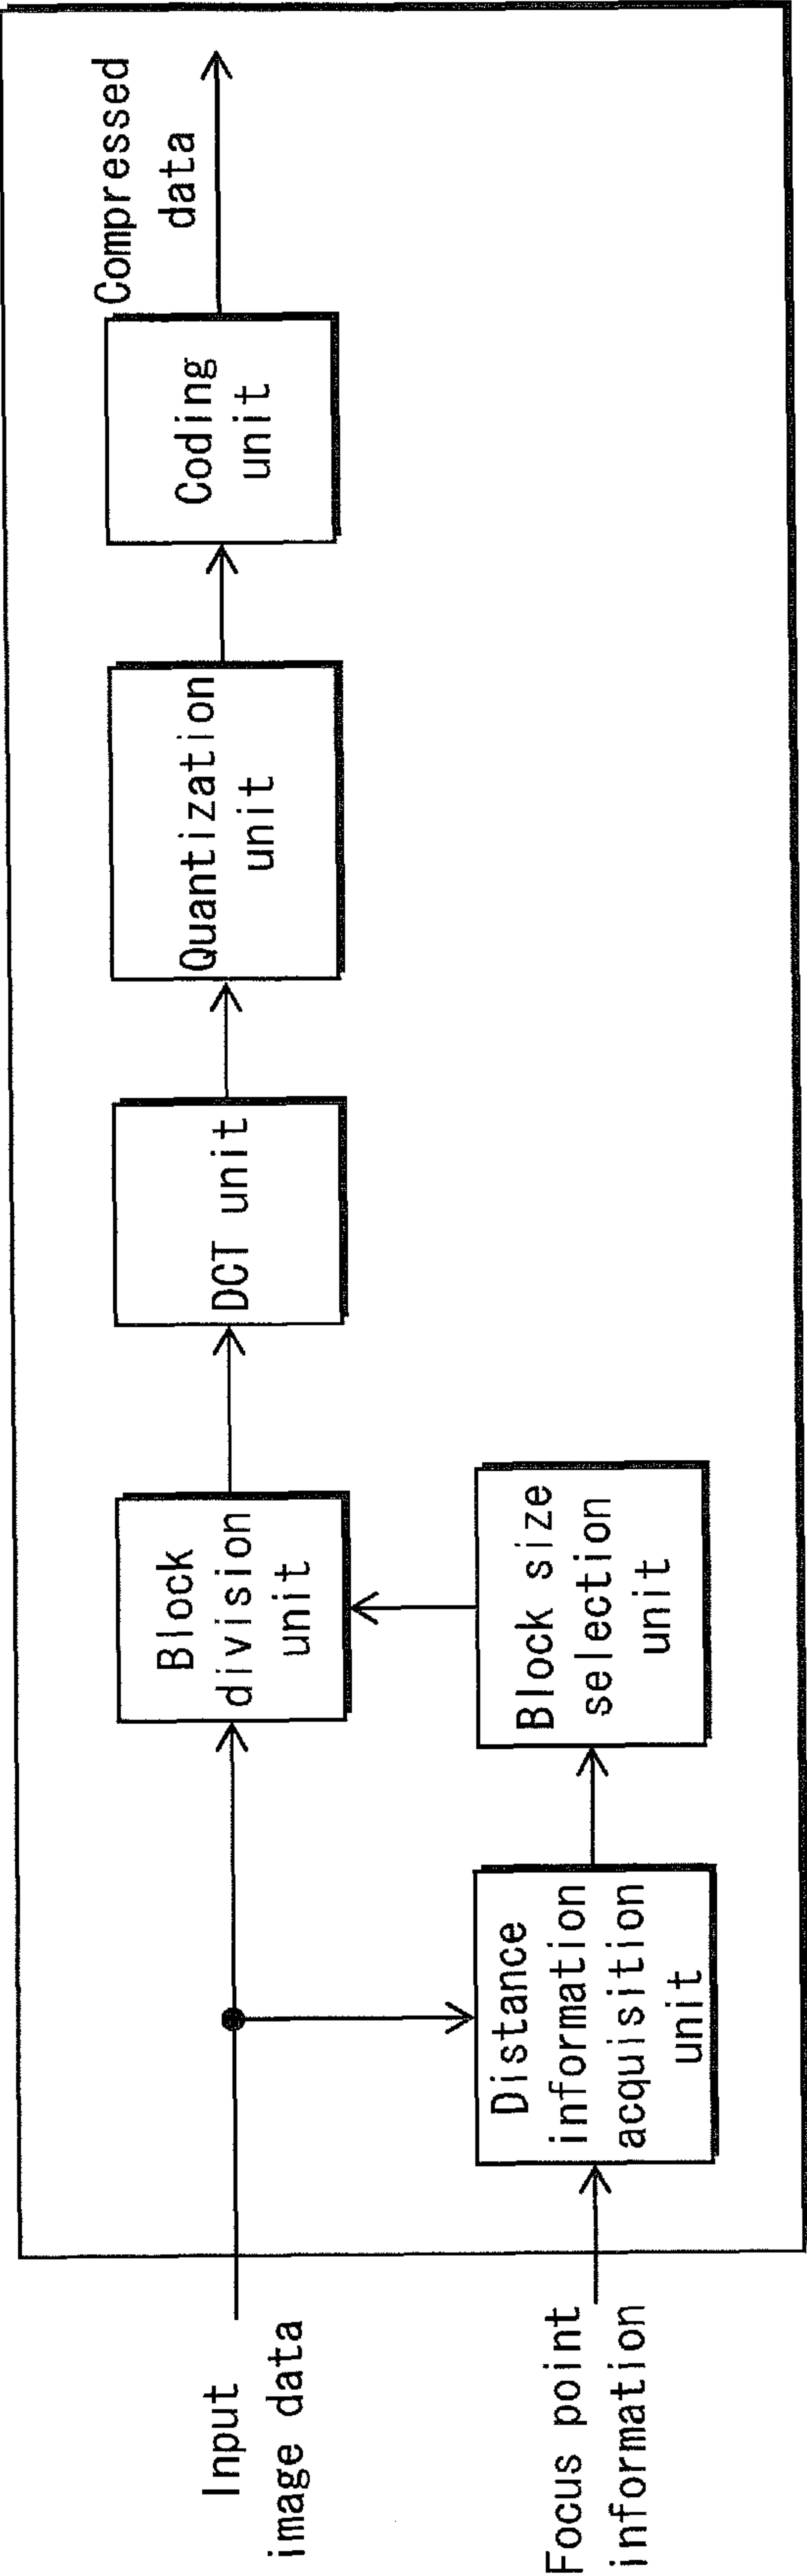 Input
image data
Focus point
information
Distance
information
acquisition
unit
Block size
selection
unit
Block
division
unit
DCT unit
Quantization
unit
Coding
unit
Compressed
data